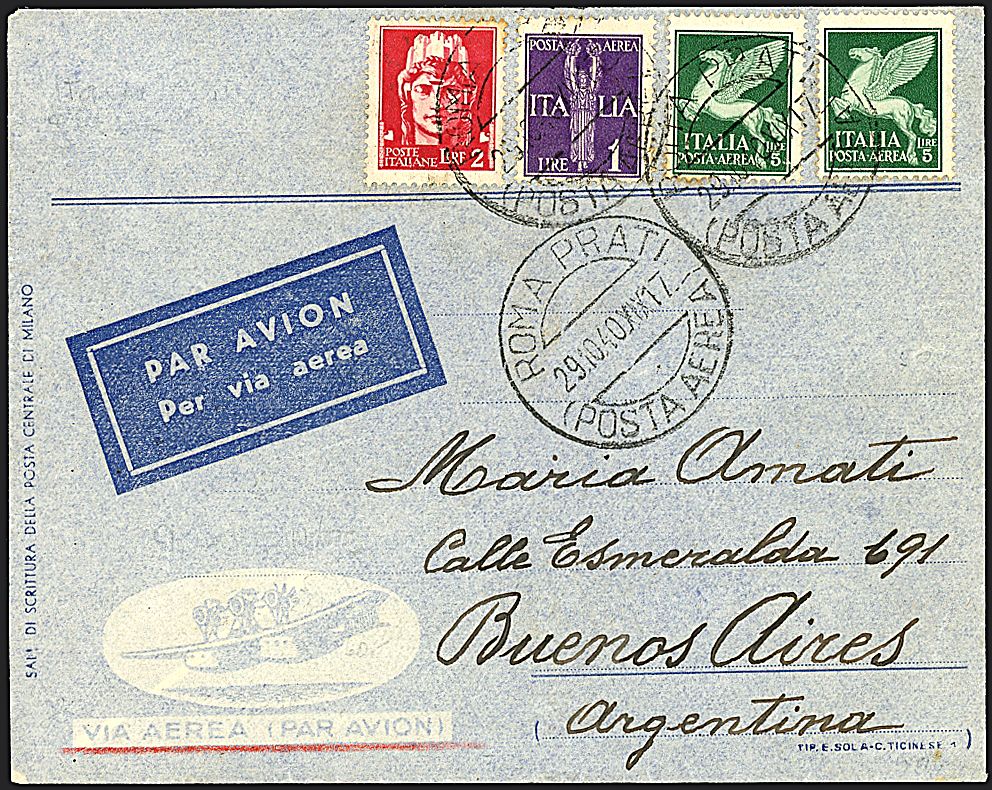 POSTE
ITALIANE LIRE 2
POSTA AEREA
ITALIA
LIRE 1
ITALIA LIRE
POSTA-AEREA 5
ITALIA LIRE
POSTA-AEREA 5
ROMA PRATI
29.10.40.XVIII 17
(POSTA AEREA)
PAR AVION
Per via aerea
SALA DI SCRITTURA DELLA POSTA CENTRALE DI MILANO
Maria Amati
Calle Esmeralda 691
Buenos Aires
Argentina
VIA AEREA (PAR AVION)
TIP. E. SOLA - C. TICINESE 1